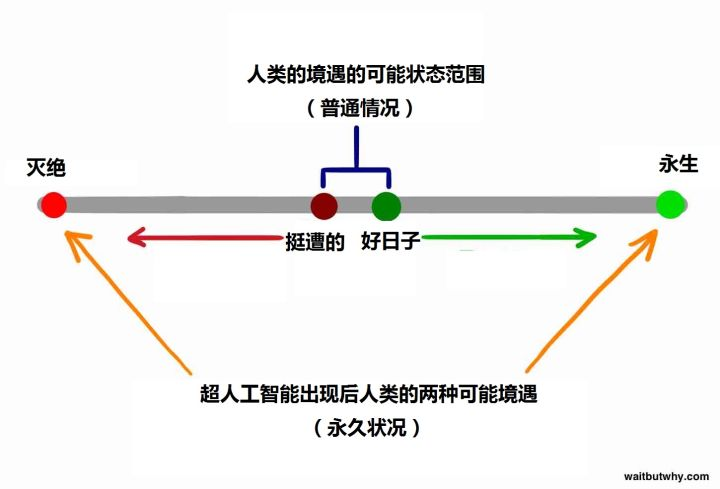 人类的境遇的可能状态范围
（普通情况）
灭绝
永生
挺遭的
好日子
超人工智能出现后人类的两种可能境遇
（永久状况）
waitbutwhy.com